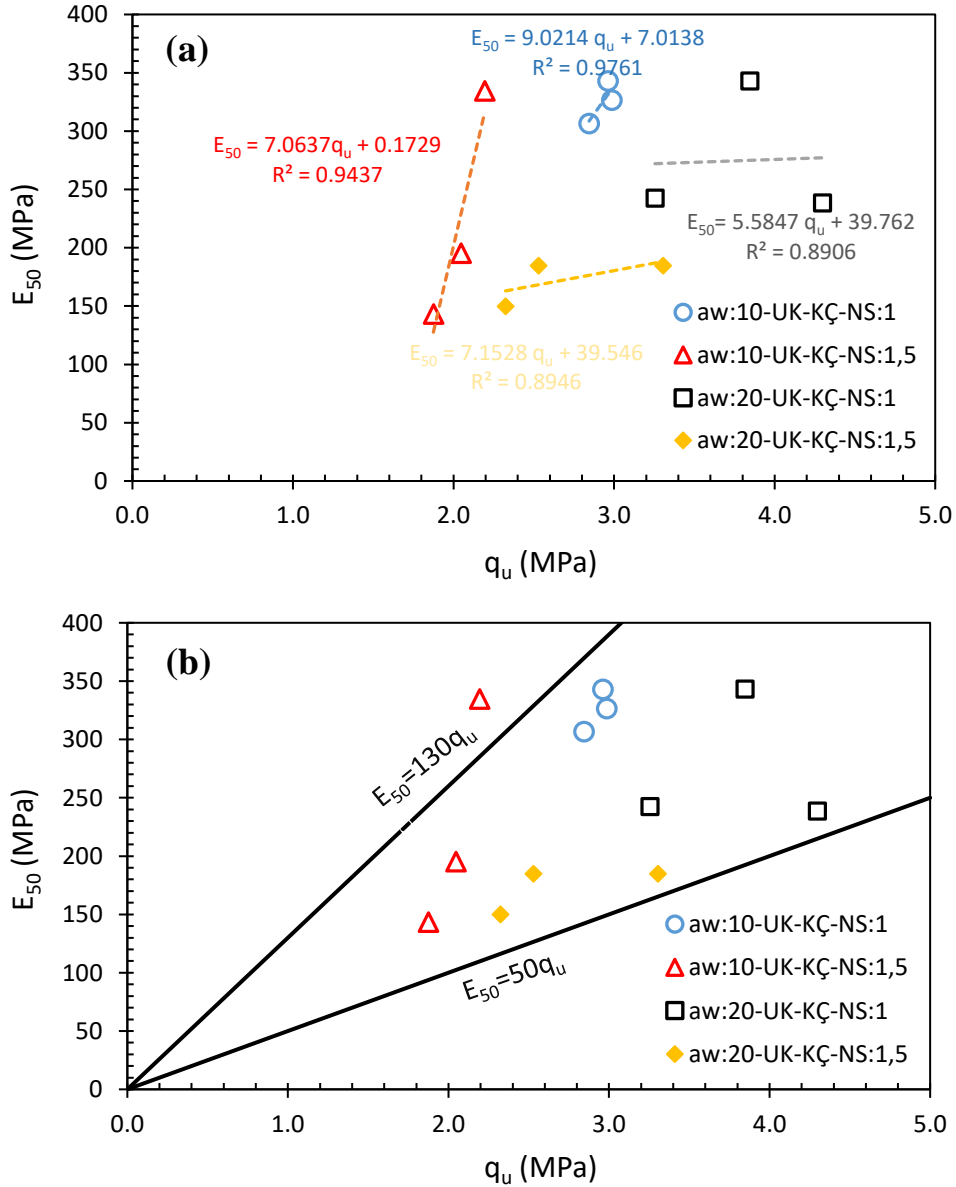 (a)
E50 = 9.0214 qu + 7.0138
R² = 0.9761
E50 = 7.0637qu + 0.1729
R² = 0.9437
E50= 5.5847 qu + 39.762
R² = 0.8906
E50 = 7.1528 qu + 39.546
R² = 0.8946
aw:10-UK-KÇ-NS:1
aw:10-UK-KÇ-NS:1,5
aw:20-UK-KÇ-NS:1
aw:20-UK-KÇ-NS:1,5
400
350
300
250
200
150
100
50
0
E50 (MPa)
0.0 1.0 2.0 3.0 4.0 5.0
qu (MPa)
(b)
E50=130qu
E50=50qu
aw:10-UK-KÇ-NS:1
aw:10-UK-KÇ-NS:1,5
aw:20-UK-KÇ-NS:1
aw:20-UK-KÇ-NS:1,5
400
350
300
250
200
150
100
50
0
E50 (MPa)
0.0 1.0 2.0 3.0 4.0 5.0
qu (MPa)